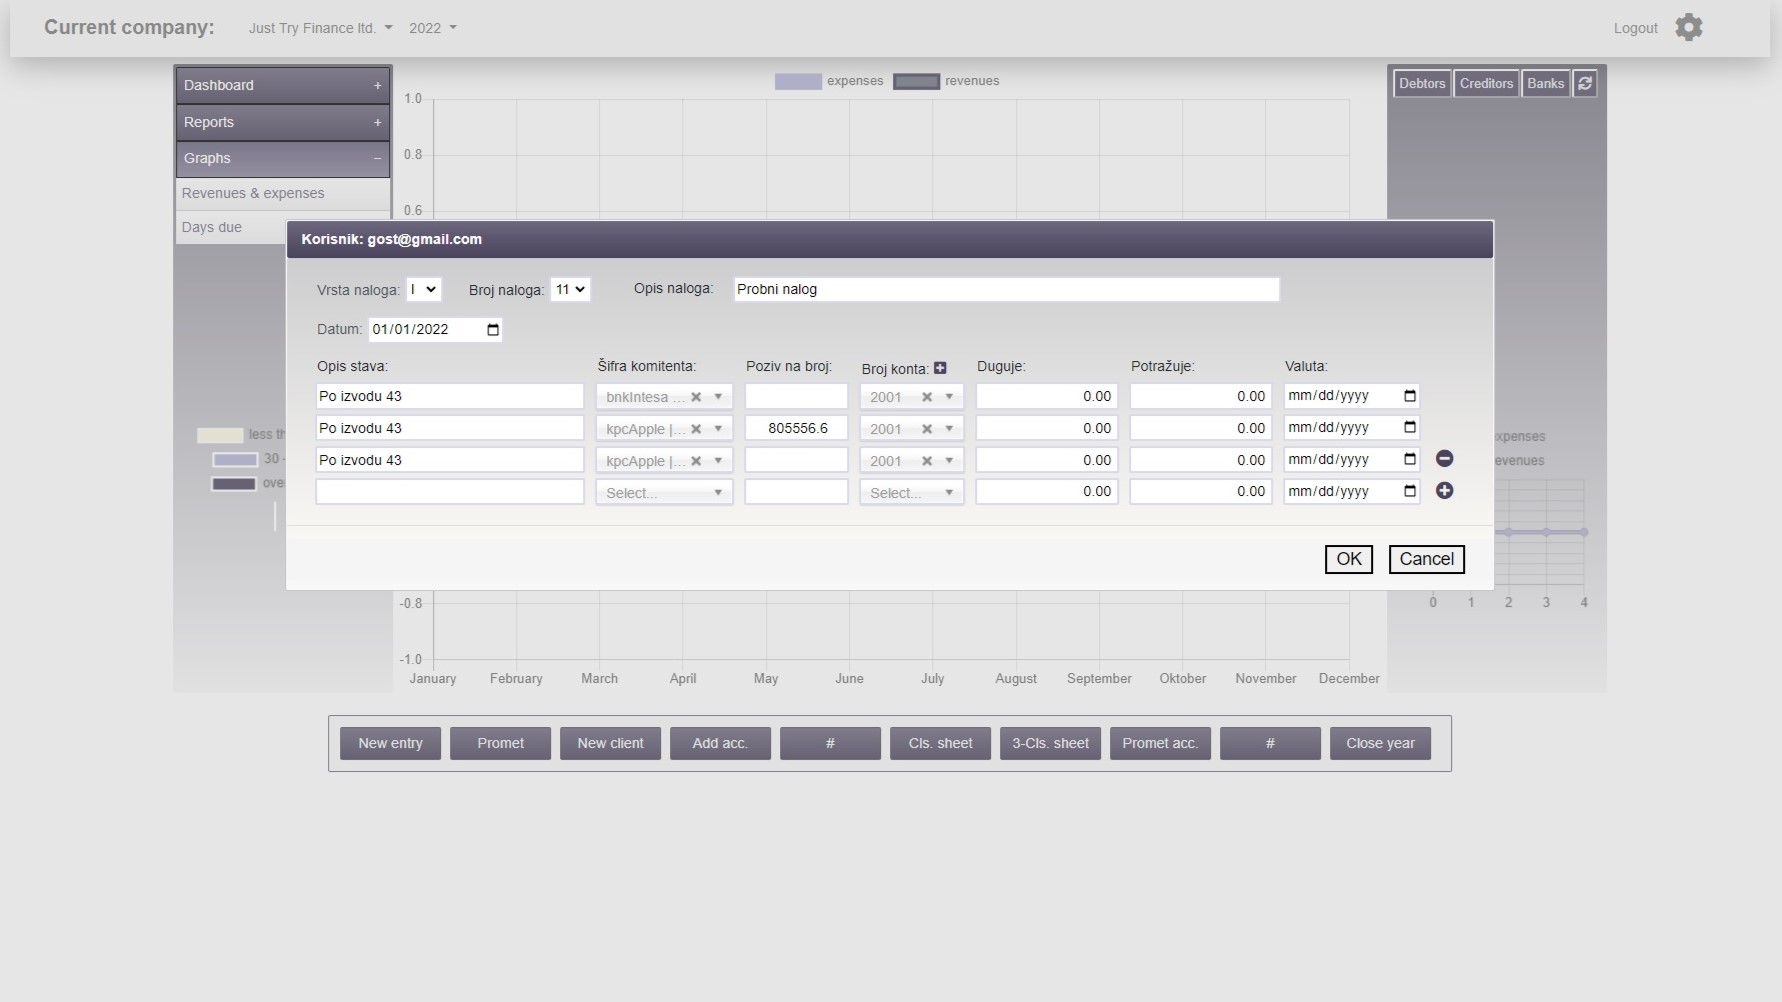 Current company: Just Try Finance ltd. 2022 Logout
Dashboard +
Reports +
Graphs −
Revenues & expenses
Days due
expenses revenues
Debtors Creditors Banks
1.0
0.8
0.6
Korisnik: gost@gmail.com
Vrsta naloga: I Broj naloga: 11 Opis naloga: Probni nalog
Datum: 01/01/2022
Opis stava: Šifra komitenta: Poziv na broj: Broj konta: Duguje: Potražuje: Valuta:
Po izvodu 43 bnkIntesa ... 2001 0.00 0.00 mm/dd/yyyy
Po izvodu 43 kpcApple |... 805556.6 2001 0.00 0.00 mm/dd/yyyy
Po izvodu 43 kpcApple |... 2001 0.00 0.00 mm/dd/yyyy
Select... Select... 0.00 0.00 mm/dd/yyyy
OK Cancel
less th
30 -
ove
xpenses
evenues
0 1 2 3 4
-0.8
-1.0
January February March April May June July August September Oktober November December
New entry Promet New client Add acc. # Cls. sheet 3-Cls. sheet Promet acc. # Close year